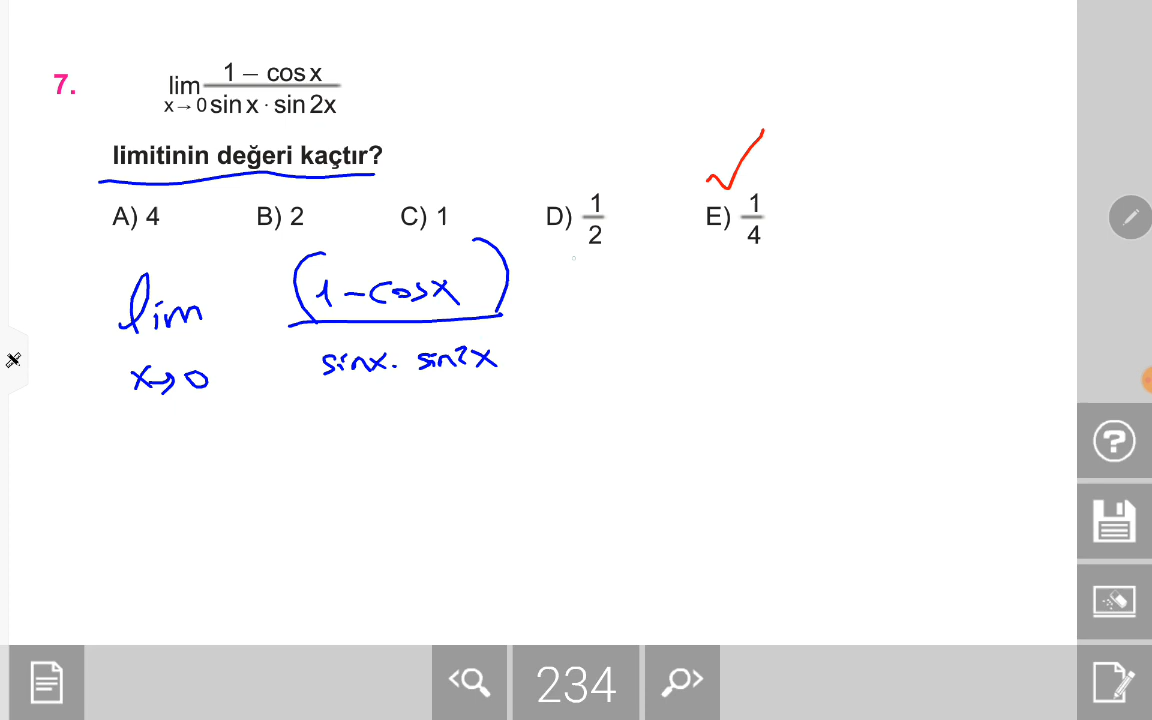 7.
lim 1 – cos x
x → 0 sin x · sin 2x
limitinin değeri kaçtır?
A) 4 B) 2 C) 1 D) 1/2 E) 1/4
lim (1 - cosx)
x→0 sinx. sin2x
?
234